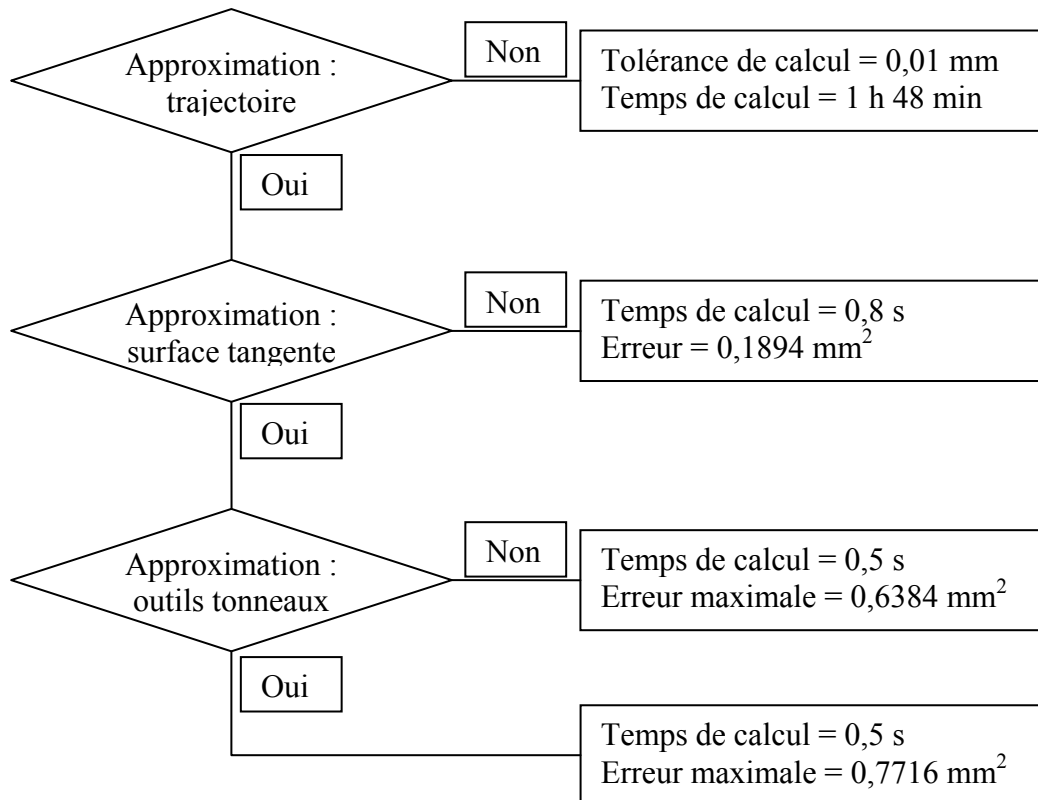 Approximation :
trajectoire
Non
Tolérance de calcul = 0,01 mm
Temps de calcul = 1 h 48 min
Oui
Approximation :
surface tangente
Non
Temps de calcul = 0,8 s
Erreur = 0,1894 mm²
Oui
Approximation :
outils tonneaux
Non
Temps de calcul = 0,5 s
Erreur maximale = 0,6384 mm²
Oui
Temps de calcul = 0,5 s
Erreur maximale = 0,7716 mm²